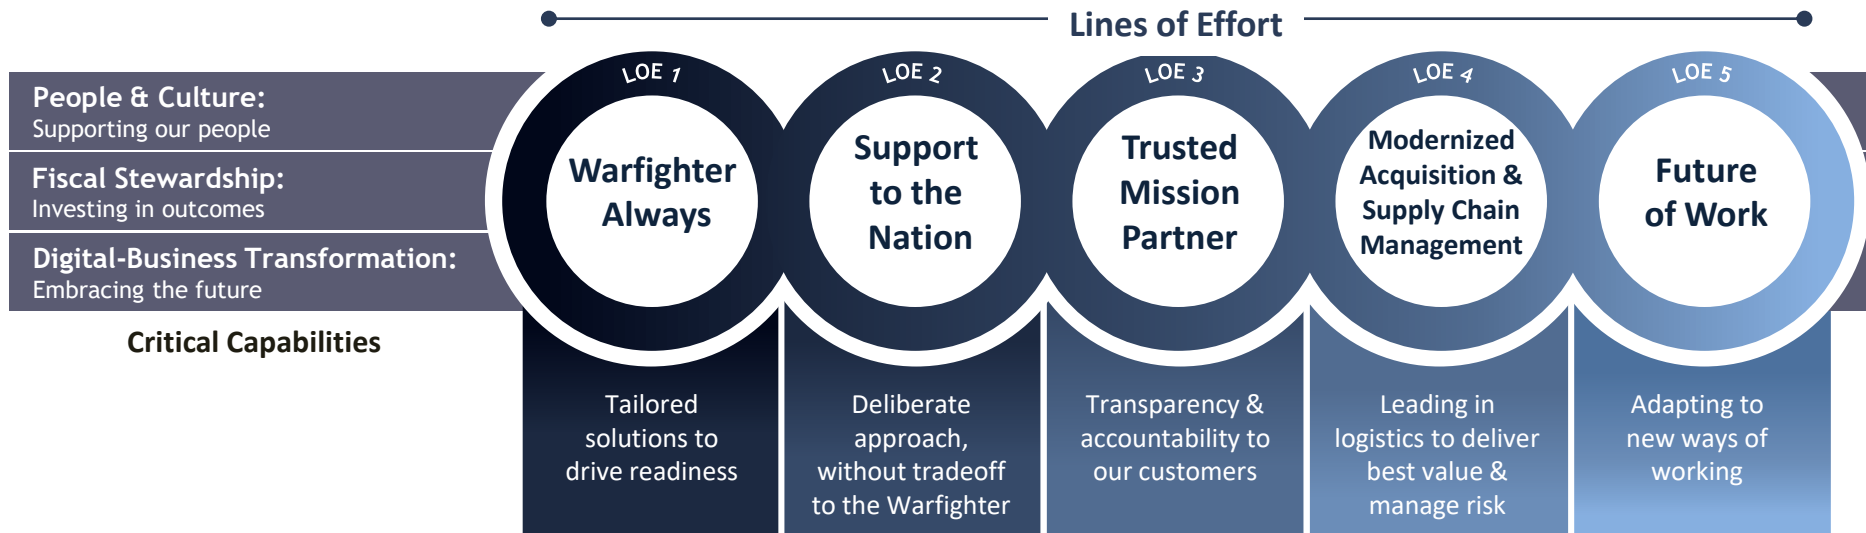 Lines of Effort
People & Culture:
Supporting our people
Fiscal Stewardship:
Investing in outcomes
Digital-Business Transformation:
Embracing the future
Critical Capabilities
LOE 1
Warfighter
Always
Tailored
solutions to
drive readiness
LOE 2
Support
to the
Nation
Deliberate
approach,
without tradeoff
to the Warfighter
LOE 3
Trusted
Mission
Partner
Transparency &
accountability to
our customers
LOE 4
Modernized
Acquisition &
Supply Chain
Management
Leading in
logistics to deliver
best value &
manage risk
LOE 5
Future
of Work
Adapting to
new ways of
working